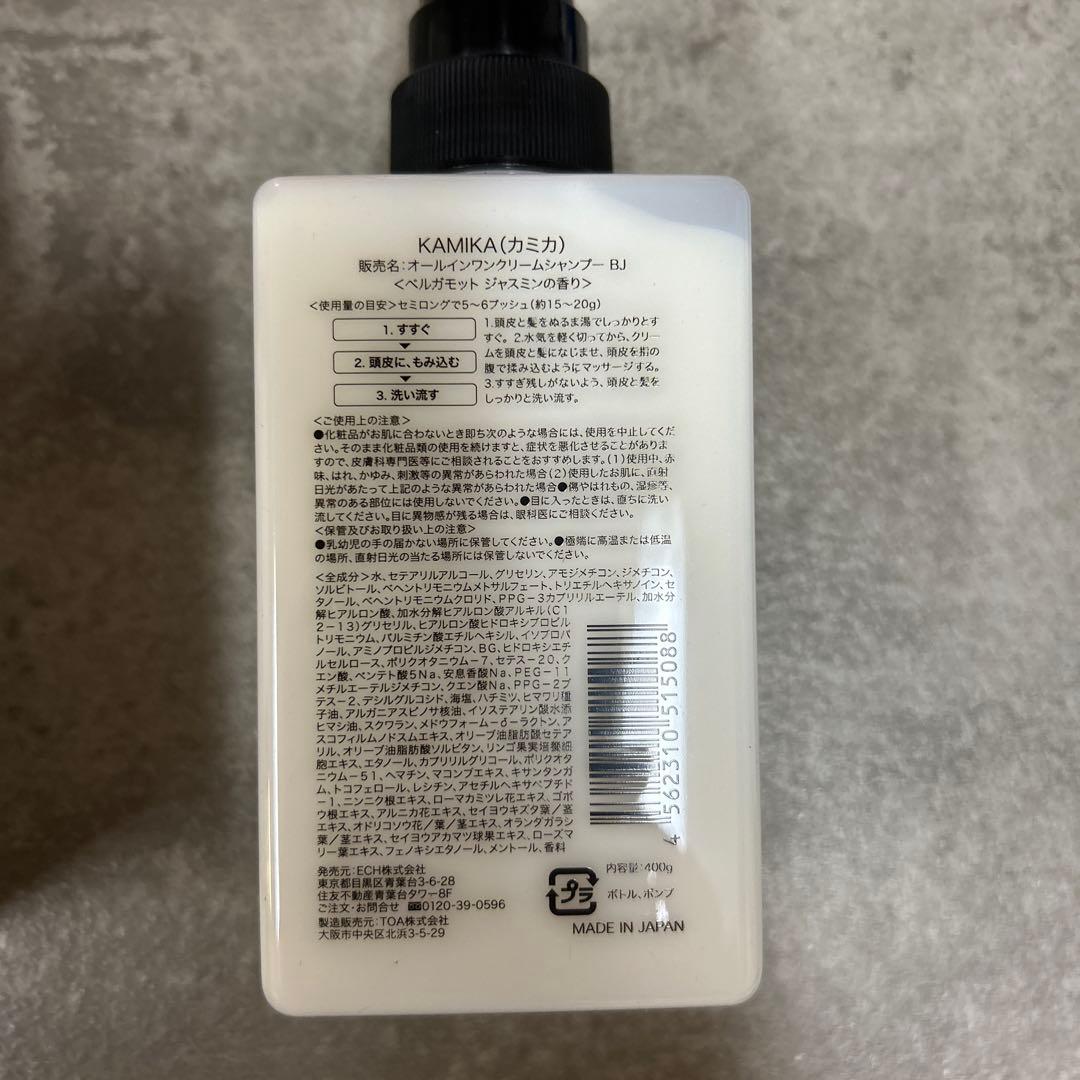 KAMIKA(カミカ)
販売名:オールインワンクリームシャンプー BJ
<ベルガモット ジャスミンの香り>
<使用量の目安>セミロングで5〜6プッシュ(約15〜20g)
1. すすぐ
2. 頭皮に、もみ込む
3. 洗い流す
1.頭皮と髪をぬるま湯でしっかりとす
すぐ。2.水気を軽く切ってから、クリー
ムを頭皮と髪になじませ、頭皮を指の
腹で揉み込むようにマッサージする。
3.すすぎ残しがないよう、頭皮と髪を
しっかりと洗い流す。
<ご使用上の注意>
●化粧品がお肌に合わないとき即ち次のような場合には、使用を中止してくだ
さい。そのまま化粧品類の使用を続けますと、症状を悪化させることがありま
すので、皮膚科専門医等にご相談されることをおすすめします。(1)使用中、赤
味、はれ、かゆみ、刺激等の異常があらわれた場合(2)使用したお肌に、直射
日光があたって上記のような異常があらわれた場合●傷やはれもの、湿疹等、
異常のある部位には使用しないでください。●目に入ったときは、直ちに洗い
流してください。目に異物感が残る場合は、眼科医にご相談ください。
<保管及びお取り扱い上の注意>
●乳幼児の手の届かない場所に保管してください。●極端に高温または低温
の場所、直射日光の当たる場所には保管しないでください。
<全成分>水、セテアリルアルコール、グリセリン、アモジメチコン、ジメチコン、
ソルビトール、ベヘントリモニウムメトサルフェート、トリエチルヘキサノイン、セ
タノール、ベヘントリモニウムクロリド、PPG-3カプリリルエーテル、加水分
解ヒアルロン酸、加水分解ヒアルロン酸アルキル(C1
2-13)グリセリル、ヒアルロン酸ヒドロキシプロピル
トリモニウム、パルミチン酸エチルヘキシル、イソプロパ
ノール、アミノプロピルジメチコン、BG、ヒドロキシエチ
ルセルロース、ポリクオタニウム-7、セテス-20、ク
エン酸、ペンテト酸5Na、安息香酸Na、PEG-11
メチルエーテルジメチコン、クエン酸Na、PPG-2ブ
テス-2、デシルグルコシド、海塩、ハチミツ、ヒマワリ種
子油、アルガニアスピノサ核油、イソステアリン酸水添
ヒマシ油、スクワラン、メドウフォーム-δ-ラクトン、ア
スコフィルムノドスムエキス、オリーブ油脂肪酸セテア
リル、オリーブ油脂肪酸ソルビタン、リンゴ果実培養細
胞エキス、エタノール、カプリリルグリコール、ポリクオタ
ニウム-51、ヘマチン、マコンブエキス、キサンタンガ
ム、トコフェロール、レシチン、アセチルヘキサペプチド
-1、ニンニク根エキス、ローマカミツレ花エキス、ゴボ
ウ根エキス、アルニカ花エキス、セイヨウキズタ葉/茎
エキス、オドリコソウ花/葉/茎エキス、オランダガラシ
葉/茎エキス、セイヨウアカマツ球果エキス、ローズマ
リー葉エキス、フェノキシエタノール、メントール、香料
4 562310 515088
発売元:ECH株式会社
東京都目黒区青葉台3-6-28
住友不動産青葉台タワー8F
ご注文・お問合せ 0120-39-0596
製造販売元:TOA株式会社
大阪市中央区北浜3-5-29
プラ
内容量:400g
ボトル、ポンプ
MADE IN JAPAN